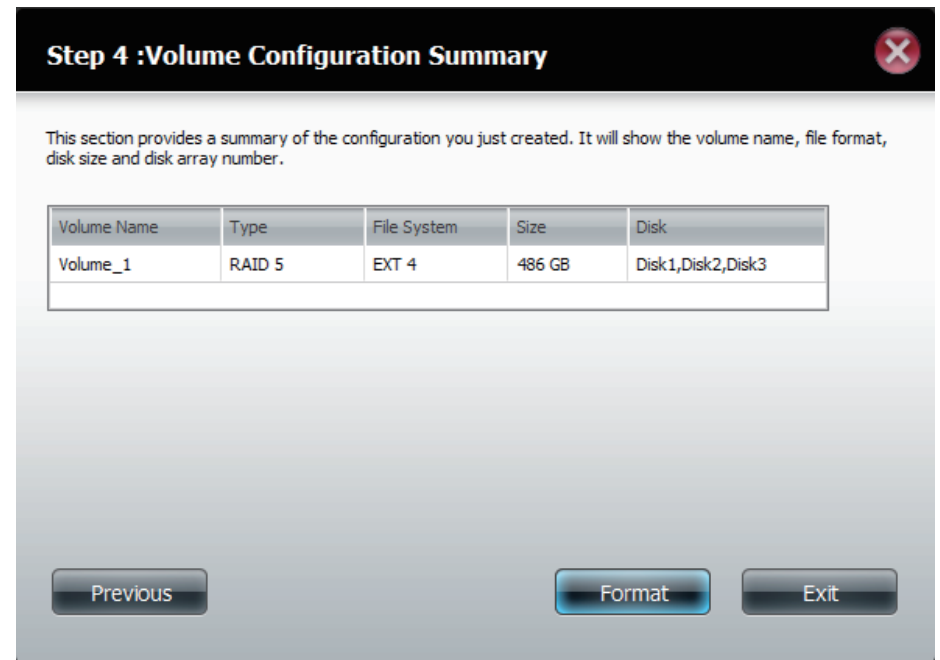 Step 4 :Volume Configuration Summary
This section provides a summary of the configuration you just created. It will show the volume name, file format,
disk size and disk array number.
Volume Name Type File System Size Disk
Volume_1 RAID 5 EXT 4 486 GB Disk1,Disk2,Disk3
Previous Format Exit